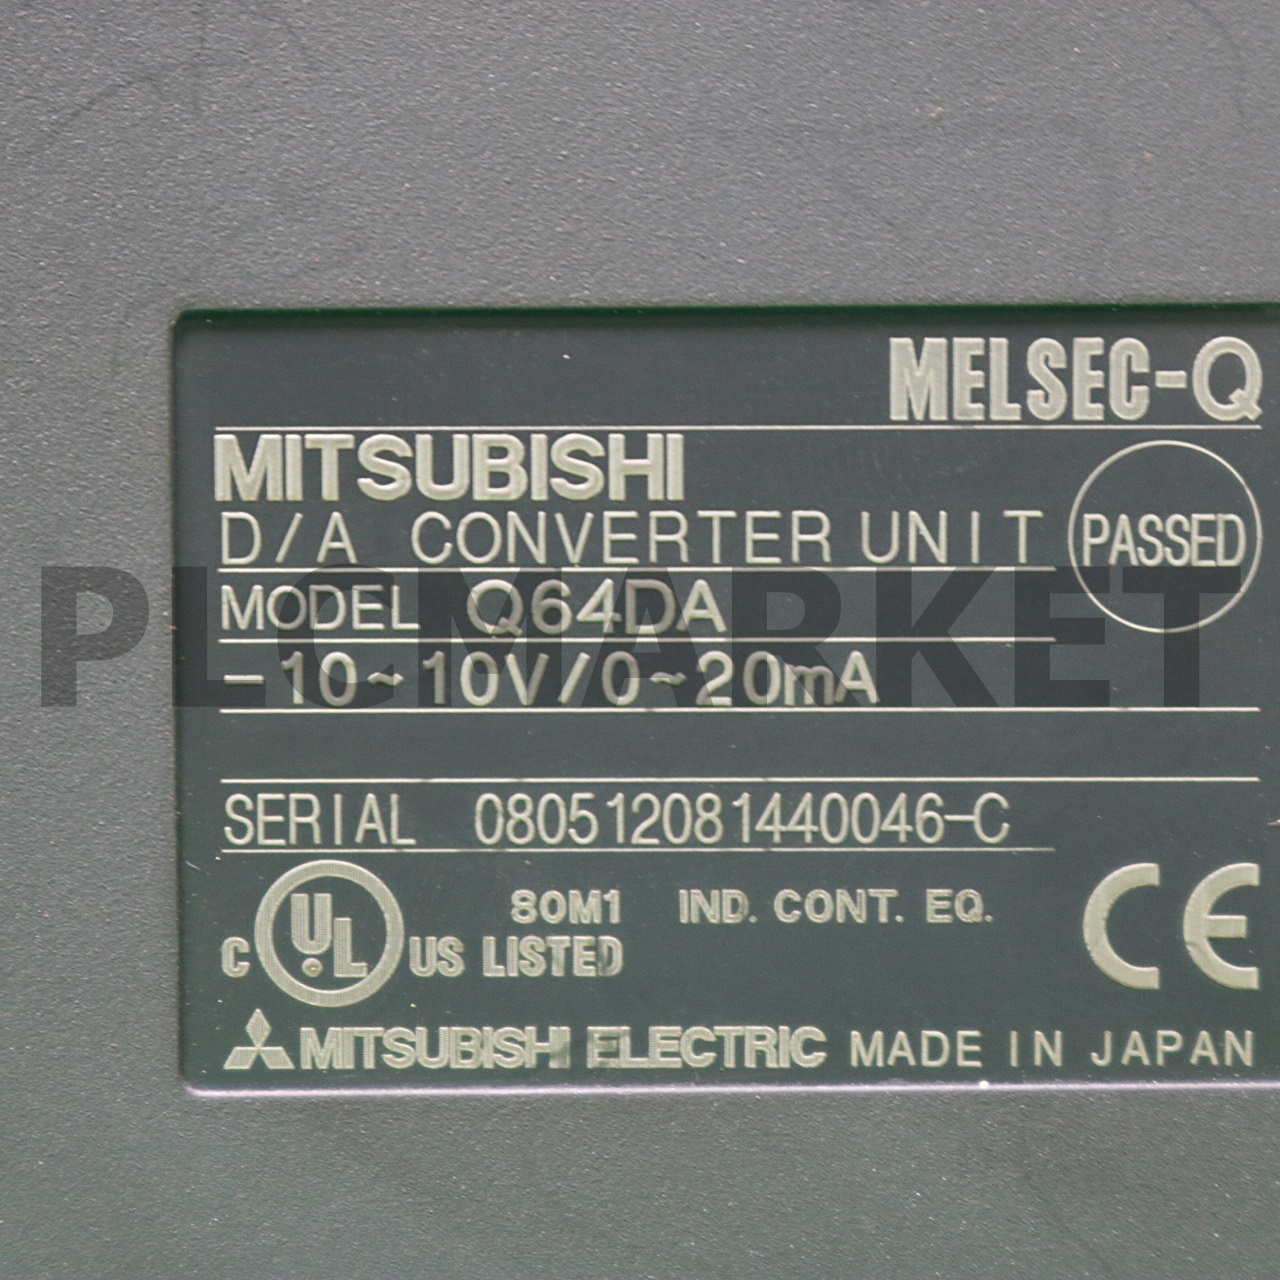 MELSEC-Q
MITSUBISHI
D/A CONVERTER UNIT
PASSED
MODEL Q64DA
-10~10V/0~20mA
PLCMARKET
SERIAL 080512081440046-C
80M1 IND. CONT. EQ.
C UL US LISTED
CE
MITSUBISHI ELECTRIC MADE IN JAPAN